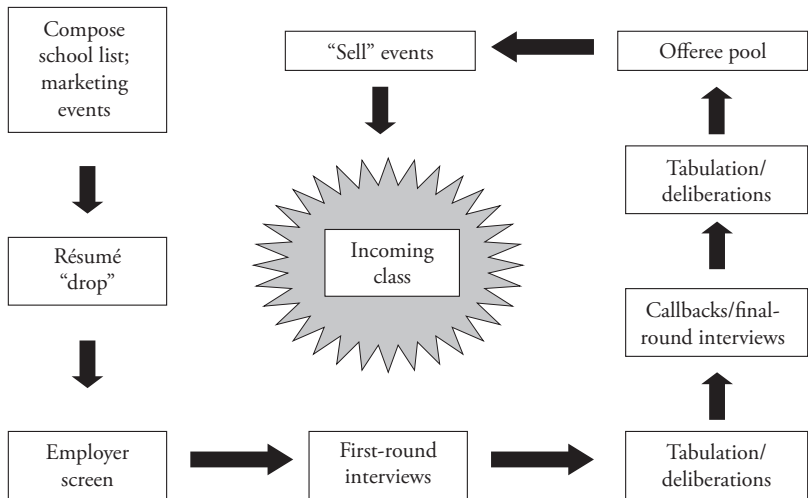 Compose
school list;
marketing
events
Résumé
“drop”
Employer
screen
First-round
interviews
Tabulation/
deliberations
Callbacks/final-
round interviews
Tabulation/
deliberations
Offeree pool
“Sell” events
Incoming
class